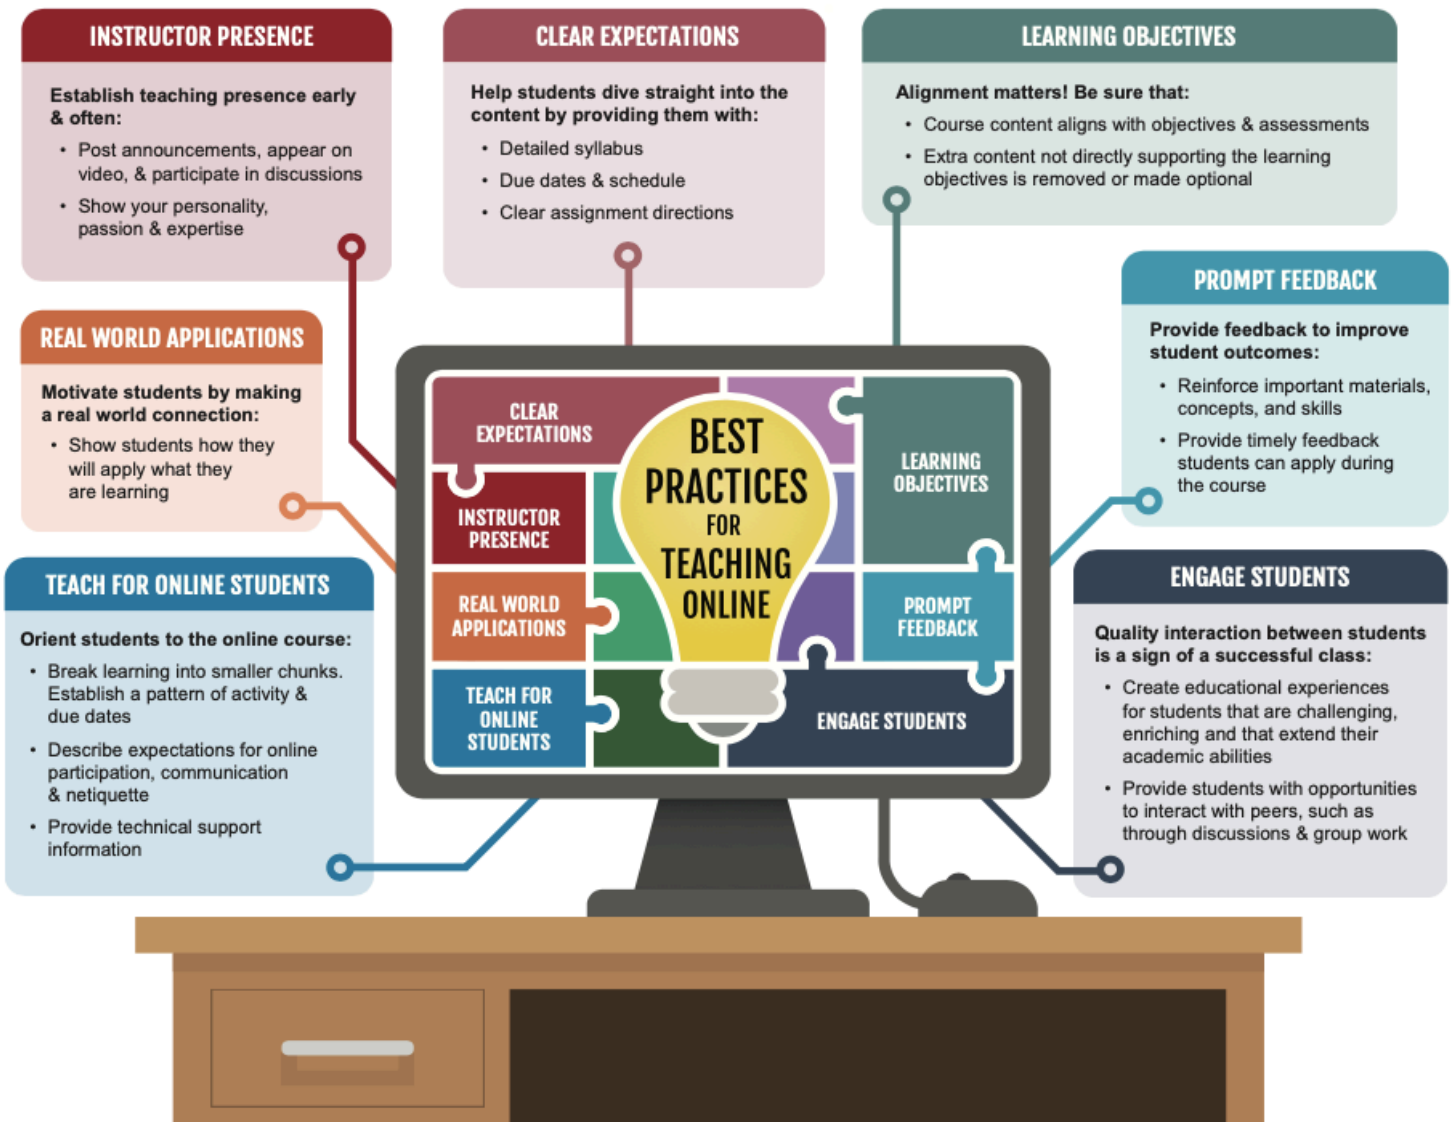 INSTRUCTOR PRESENCE
Establish teaching presence early
& often:
• Post announcements, appear on
video, & participate in discussions
• Show your personality,
passion & expertise
CLEAR EXPECTATIONS
Help students dive straight into the
content by providing them with:
• Detailed syllabus
• Due dates & schedule
• Clear assignment directions
LEARNING OBJECTIVES
Alignment matters! Be sure that:
• Course content aligns with objectives & assessments
• Extra content not directly supporting the learning
objectives is removed or made optional
REAL WORLD APPLICATIONS
Motivate students by making
a real world connection:
• Show students how they
will apply what they
are learning
PROMPT FEEDBACK
Provide feedback to improve
student outcomes:
• Reinforce important materials,
concepts, and skills
• Provide timely feedback
students can apply during
the course
TEACH FOR ONLINE STUDENTS
Orient students to the online course:
• Break learning into smaller chunks.
Establish a pattern of activity &
due dates
• Describe expectations for online
participation, communication
& netiquette
• Provide technical support
information
ENGAGE STUDENTS
Quality interaction between students
is a sign of a successful class:
• Create educational experiences
for students that are challenging,
enriching and that extend their
academic abilities
• Provide students with opportunities
to interact with peers, such as
through discussions & group work
CLEAR
EXPECTATIONS
INSTRUCTOR
PRESENCE
REAL WORLD
APPLICATIONS
TEACH FOR
ONLINE
STUDENTS
BEST
PRACTICES
FOR
TEACHING
ONLINE
LEARNING
OBJECTIVES
PROMPT
FEEDBACK
ENGAGE STUDENTS